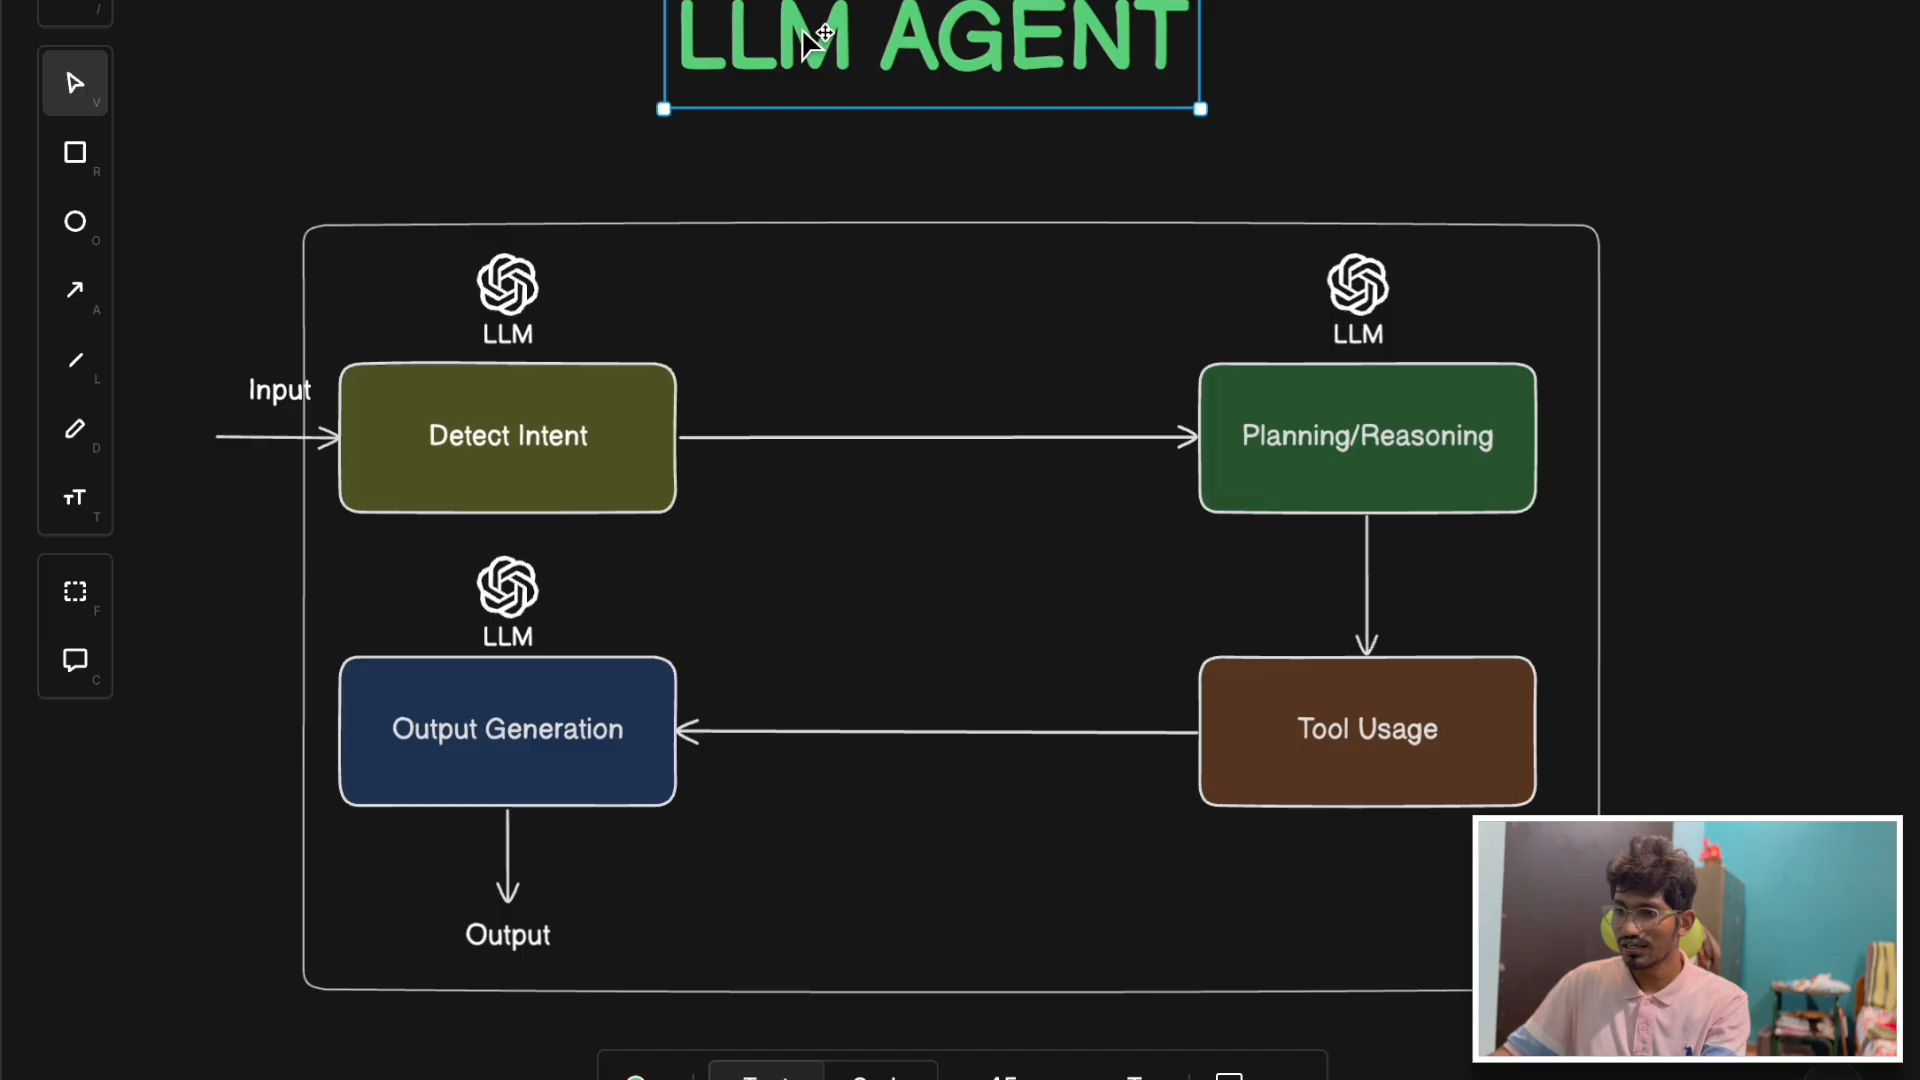 LLM AGENT
/
V
R
O
A
L
D
T
F
C
LLM
LLM
Input
Detect Intent
Planning/Reasoning
LLM
Output Generation
Tool Usage
Output